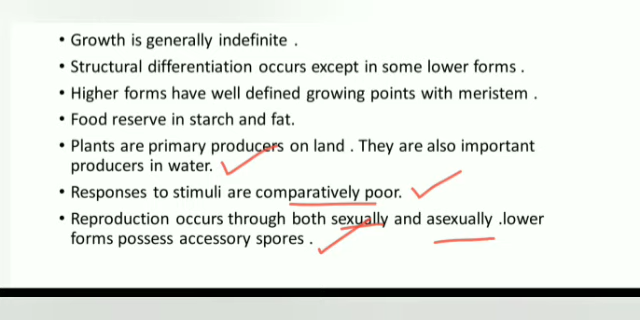 • Growth is generally indefinite .
• Structural differentiation occurs except in some lower forms .
• Higher forms have well defined growing points with meristem .
• Food reserve in starch and fat.
• Plants are primary producers on land . They are also important
producers in water.
• Responses to stimuli are comparatively poor.
• Reproduction occurs through both sexually and asexually .lower
forms possess accessory spores .